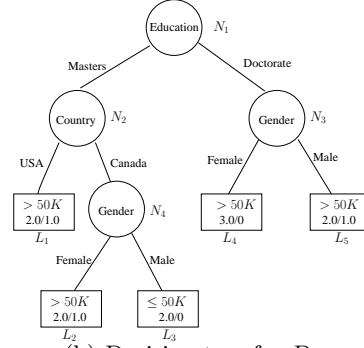 Education N₁
Masters Doctorate
Country N₂ Gender N₃
USA Canada Female Male
> 50K
2.0/1.0
L₁
Gender N₄
> 50K
3.0/0
L₄
> 50K
2.0/1.0
L₅
Female Male
> 50K
2.0/1.0
L₂
≤ 50K
2.0/0
L₃